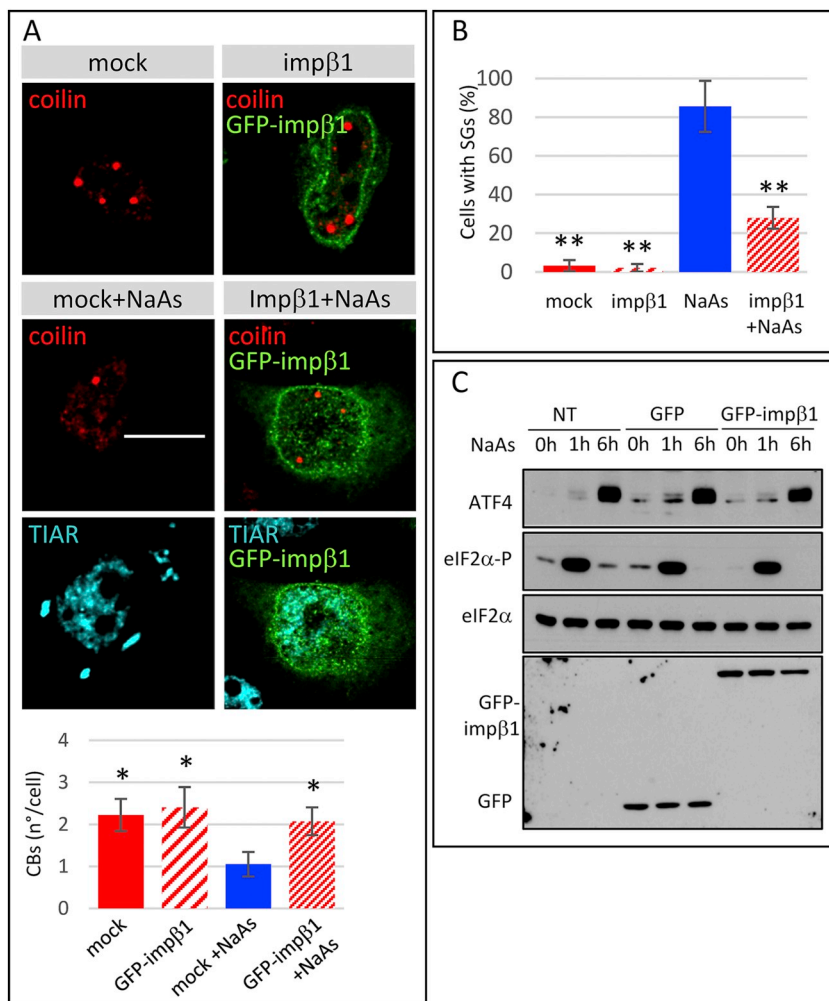 A
mock
impβ1
coilin
coilin
GFP-impβ1
mock+NaAs
Impβ1+NaAs
coilin
coilin
GFP-impβ1
TIAR
TIAR
GFP-impβ1
CBs (n°/cell)
4
3
2
1
0
* * *
mock
GFP-impβ1
mock +NaAs
GFP-impβ1
+NaAs
B
Cells with SGs (%)
100
80
60
40
20
0
** ** **
mock impβ1 NaAs impβ1
+NaAs
C
NT GFP GFP-impβ1
NaAs 0h 1h 6h 0h 1h 6h 0h 1h 6h
ATF4
eIF2α-P
eIF2α
GFP-
impβ1
GFP